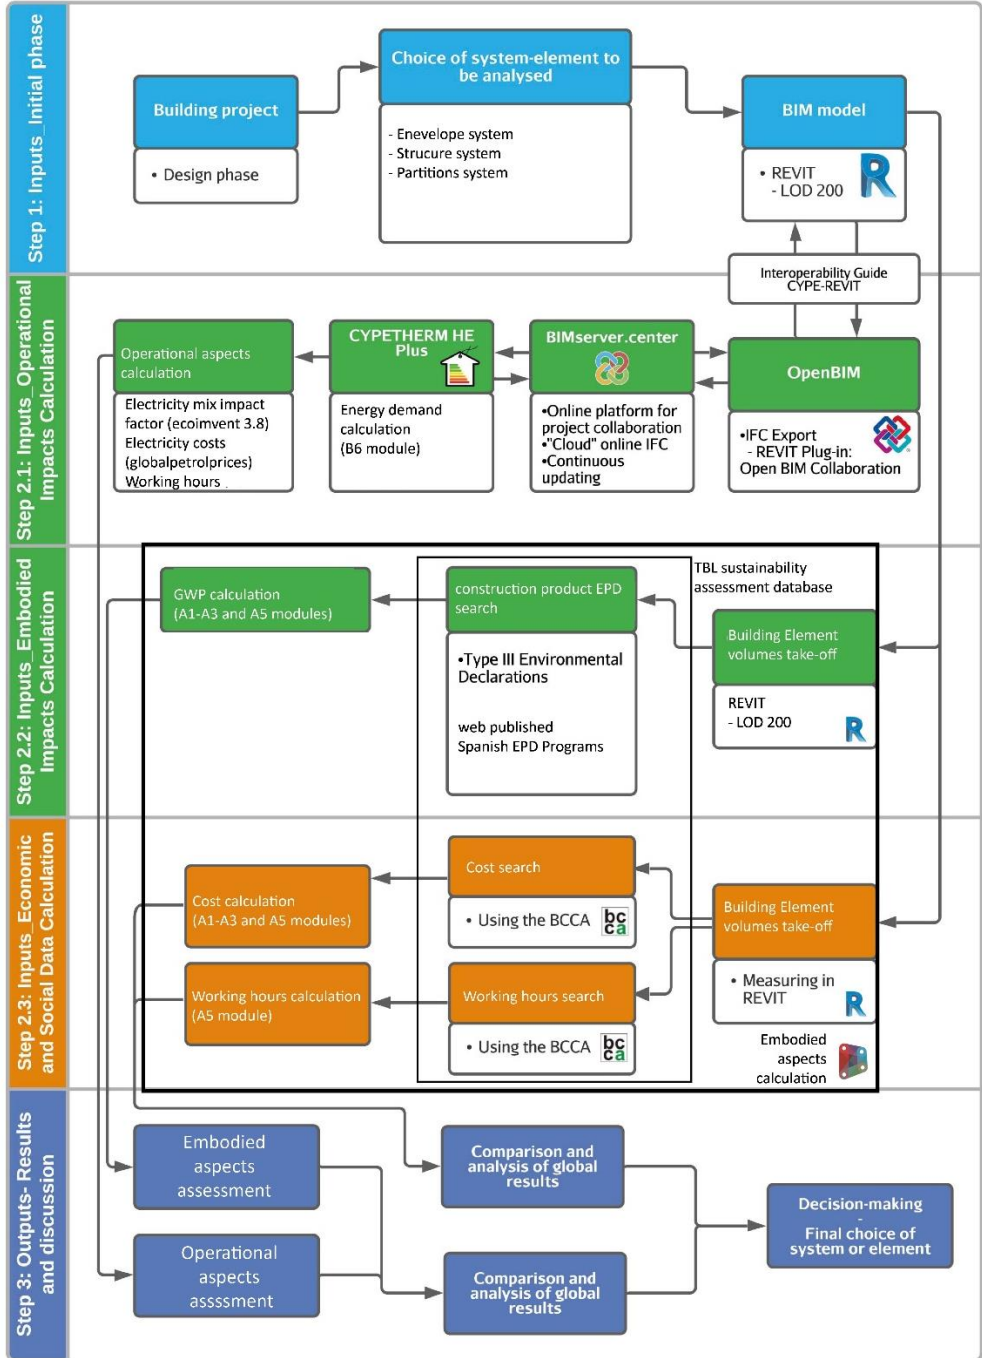 Step 1: Inputs_Initial phase
Building project
• Design phase
Choice of system-element to
be analysed
- Enevelope system
- Strucure system
- Partitions system
BIM model
• REVIT
- LOD 200
R
Interoperability Guide
CYPE-REVIT
Step 2.1: Inputs_Operational
Impacts Calculation
Operational aspects
calculation
Electricity mix impact
factor (ecoimvent 3.8)
Electricity costs
(globalpetrolprices)
Working hours .
CYPETHERM HE
Plus
Energy demand
calculation
(B6 module)
BIMserver.center
•Online platform for
project collaboration
•"Cloud" online IFC
•Continuous
updating
OpenBIM
•IFC Export
- REVIT Plug-in:
Open BIM Collaboration
Step 2.2: Inputs_Embodied
Impacts Calculation
GWP calculation
(A1-A3 and A5 modules)
construction product EPD
search
•Type III Environmental
Declarations
web published
Spanish EPD Programs
TBL sustainability
assessment database
Building Element
volumes take-off
REVIT
- LOD 200
R
Step 2.3: Inputs_Economic
and Social Data Calculation
Cost calculation
(A1-A3 and A5 modules)
Cost search
• Using the BCCA
bc
ca
Building Element
volumes take-off
• Measuring in
REVIT
R
Working hours calculation
(A5 module)
Working hours search
• Using the BCCA
bc
ca
Embodied
aspects
calculation
Step 3: Outputs- Results
and discussion
Embodied
aspects
assessment
Comparison and
analysis of global
results
Decision-making
-
Final choice of
system or element
Operational
aspects
asssment
Comparison and
analysis of global
results